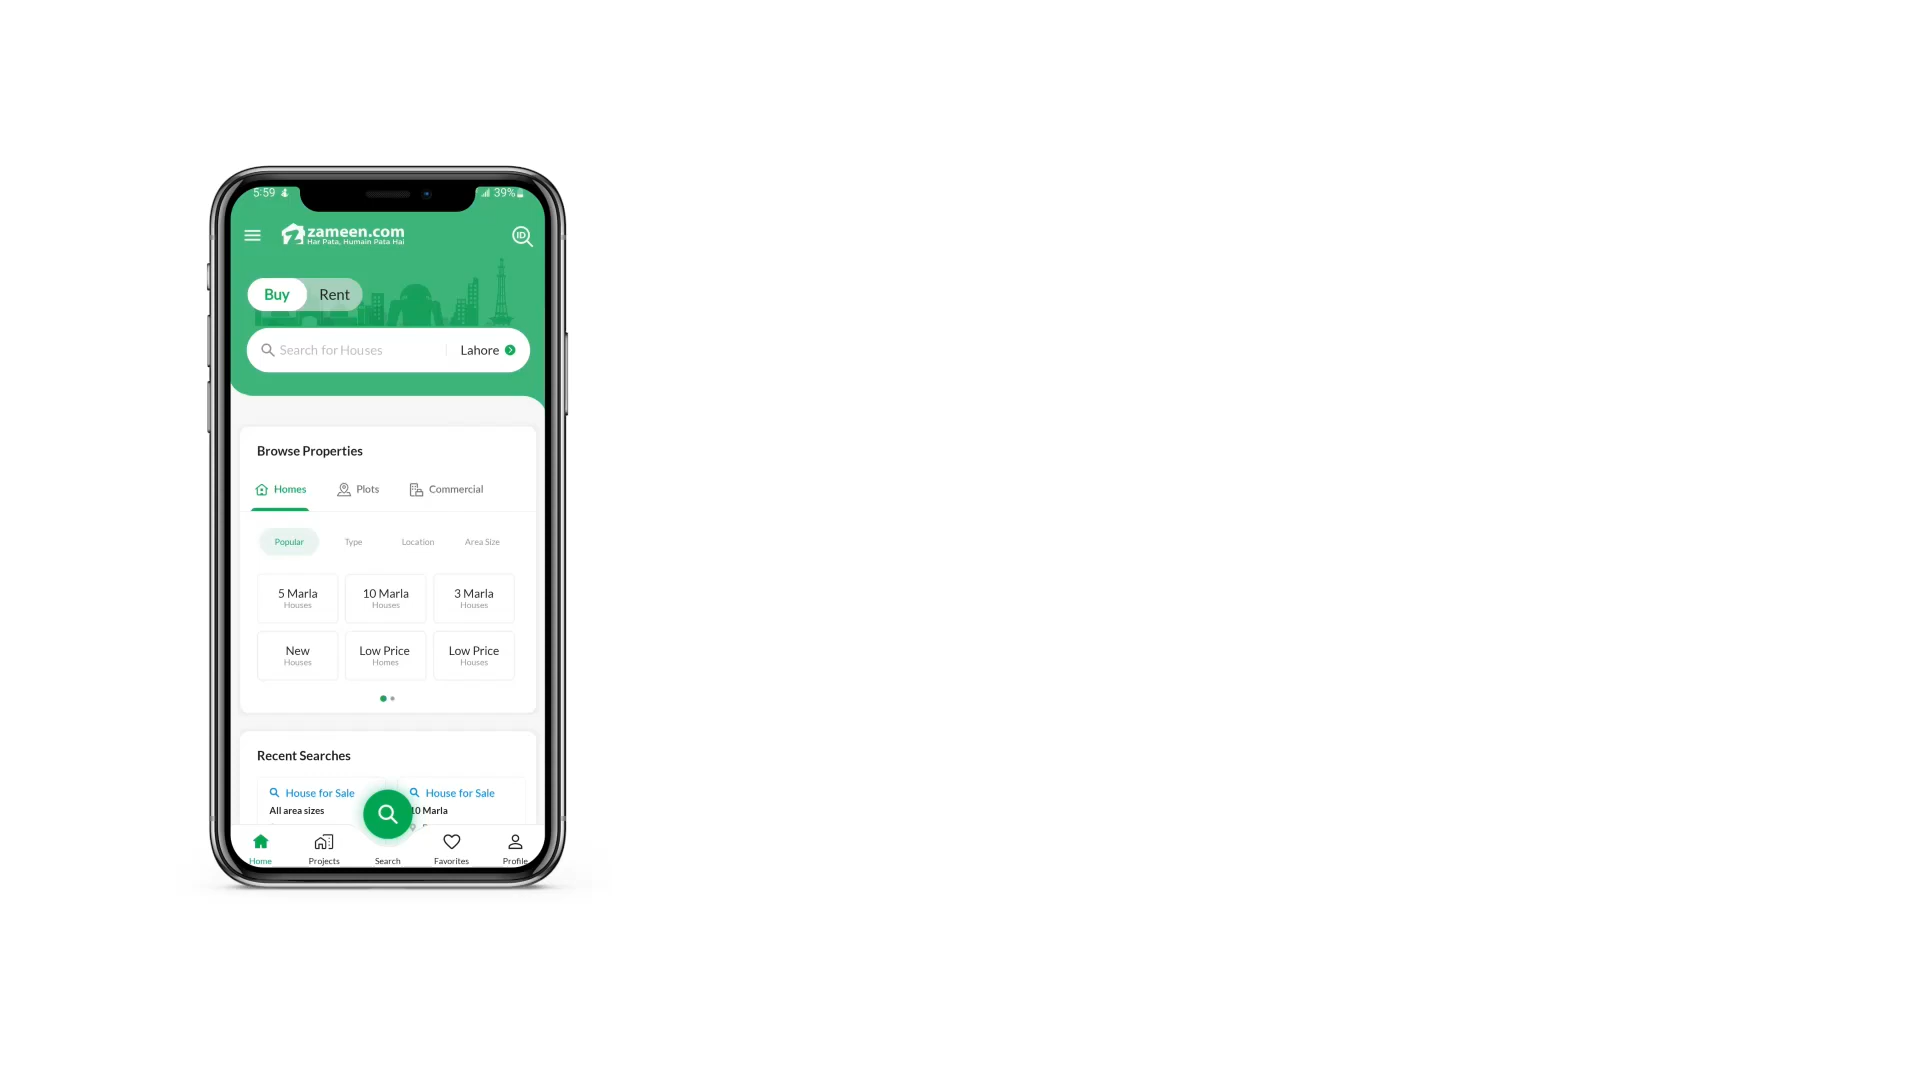 5:59
39%
zameen.com
Har Pata, Humain Pata Hai
ID
Buy Rent
Search for Houses Lahore
Browse Properties
Homes Plots Commercial
Popular Type Location Area Size
5 Marla 10 Marla 3 Marla
Houses Houses Houses
New Low Price Low Price
Houses Homes Houses
Recent Searches
House for Sale House for Sale
All area sizes 10 Marla
Home Projects Search Favorites Profile